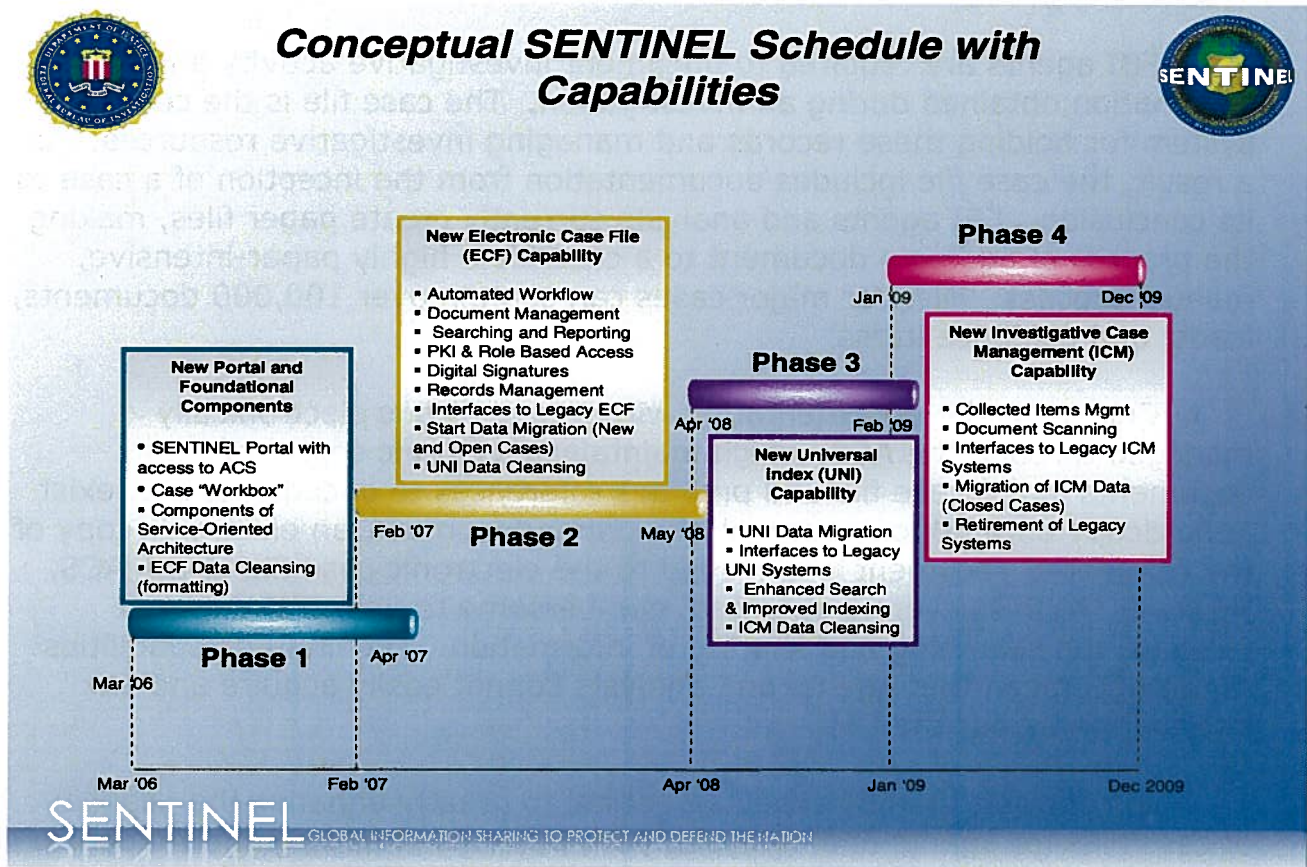 DEPARTMENT OF JUSTICE
FEDERAL BUREAU OF INVESTIGATION
Conceptual SENTINEL Schedule with
Capabilities
SENTINEL
New Portal and
Foundational
Components
▪ SENTINEL Portal with
access to ACS
▪ Case "Workbox"
▪ Components of
Service-Oriented
Architecture
▪ ECF Data Cleansing
(formatting)
Phase 1
Mar '06
Apr '07
New Electronic Case File
(ECF) Capability
▪ Automated Workflow
▪ Document Management
▪ Searching and Reporting
▪ PKI & Role Based Access
▪ Digital Signatures
▪ Records Management
▪ Interfaces to Legacy ECF
▪ Start Data Migration (New
and Open Cases)
▪ UNI Data Cleansing
Feb '07
Phase 2
May '08
Phase 3
Apr '08
Feb '09
New Universal
Index (UNI)
Capability
▪ UNI Data Migration
▪ Interfaces to Legacy
UNI Systems
▪ Enhanced Search
& Improved Indexing
▪ ICM Data Cleansing
Phase 4
Jan '09
Dec '09
New Investigative Case
Management (ICM)
Capability
▪ Collected Items Mgmt
▪ Document Scanning
▪ Interfaces to Legacy ICM
Systems
▪ Migration of ICM Data
(Closed Cases)
▪ Retirement of Legacy
Systems
Mar '06
Feb '07
Apr '08
Jan '09
Dec 2009
SENTINEL GLOBAL INFORMATION SHARING TO PROTECT AND DEFEND THE NATION